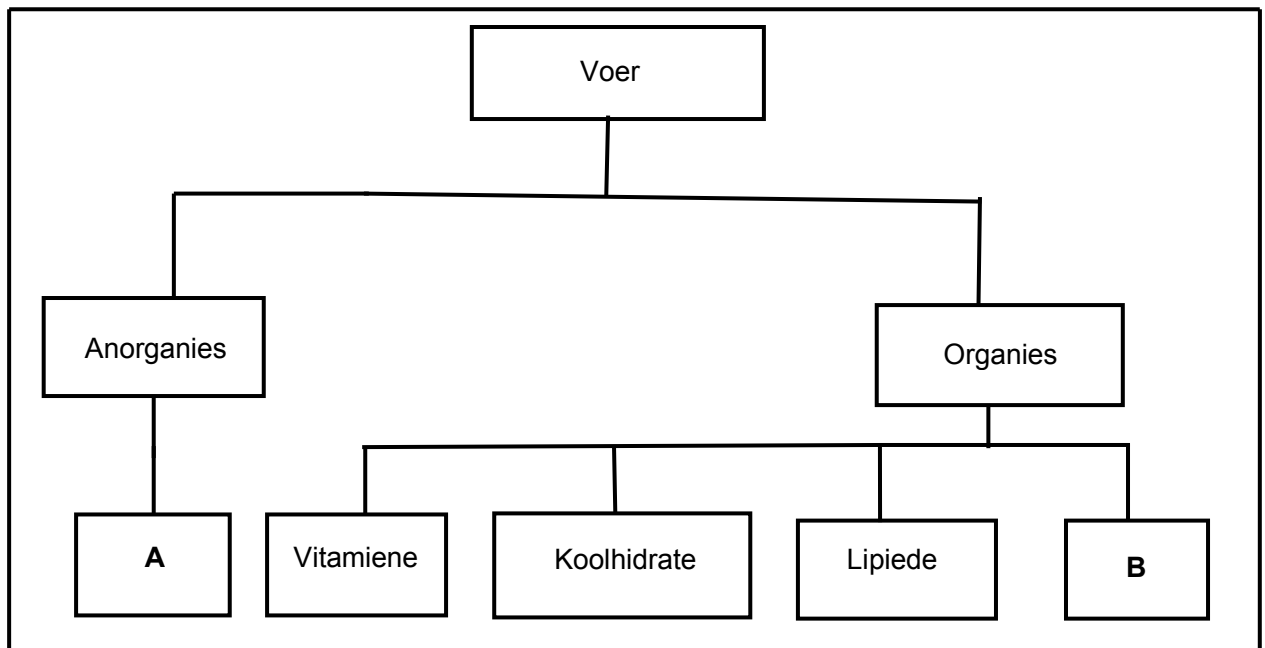 Voer
Anorganies
Organies
A
Vitamiene
Koolhidrate
Lipiede
B